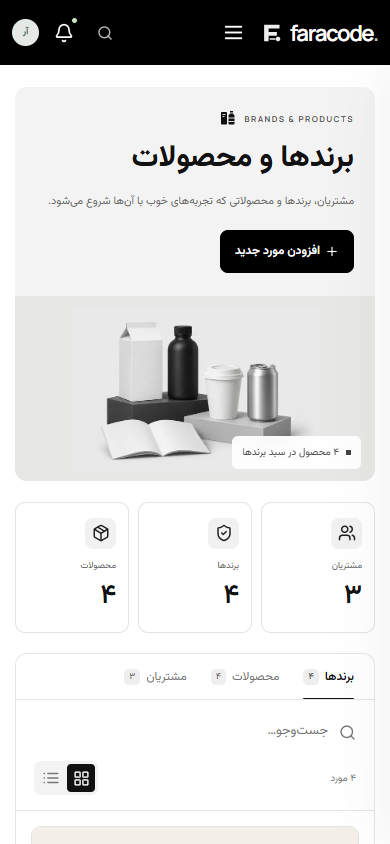 faracode.
آر
BRANDS & PRODUCTS
برندها و محصولات
مشتریان، برندها و محصولاتی که تجربه‌های خوب با آن‌ها شروع می‌شود.
+ افزودن مورد جدید
۴ محصول در سبد برندها
مشتریان
۳
برندها
۴
محصولات
۴
برندها ۴
محصولات ۴
مشتریان ۳
جست‌وجو...
۴ مورد